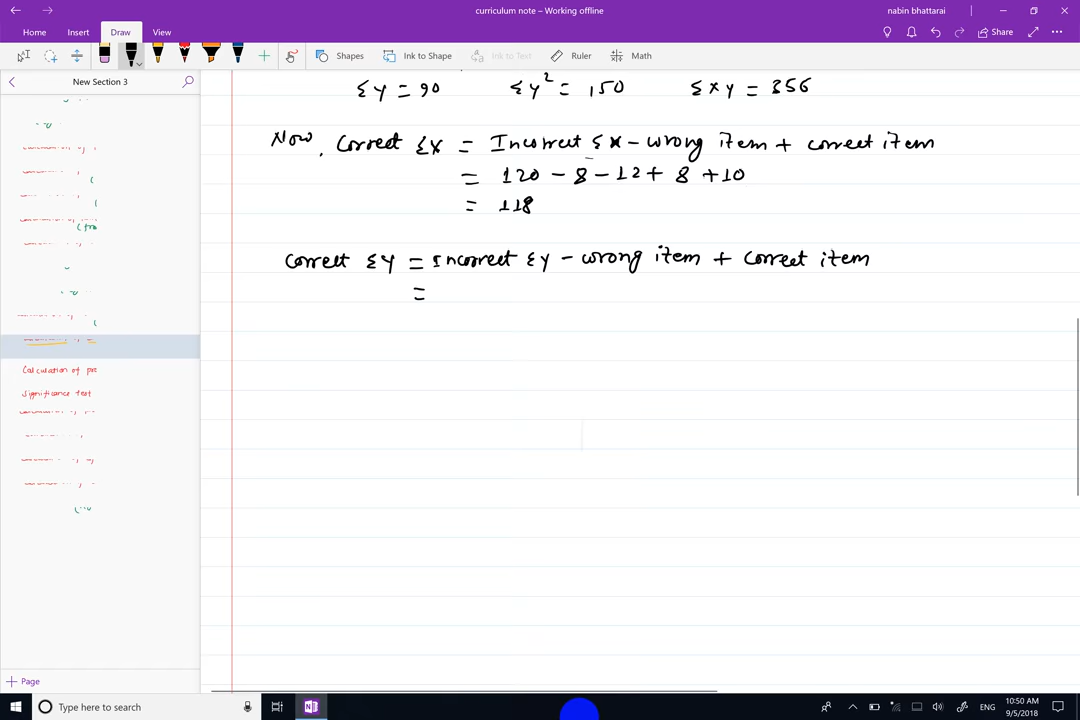 curriculum note – Working offline
nabin bhattarai
Home Insert Draw View
Share
Shapes Ink to Shape Ink to Text Ruler Math
New Section 3
Σy = 90 Σy² = 150 Σxy = 356
Now, Correct Σx = Incorrect Σx - wrong item + correct item
= 120 - 8 - 12 + 8 + 10
= 118
Correct Σy = Incorrect Σy - wrong item + Correct item
=
(fro
Calculation of pr
Significance test
Page
Type here to search
ENG
10:50 AM
9/5/2018